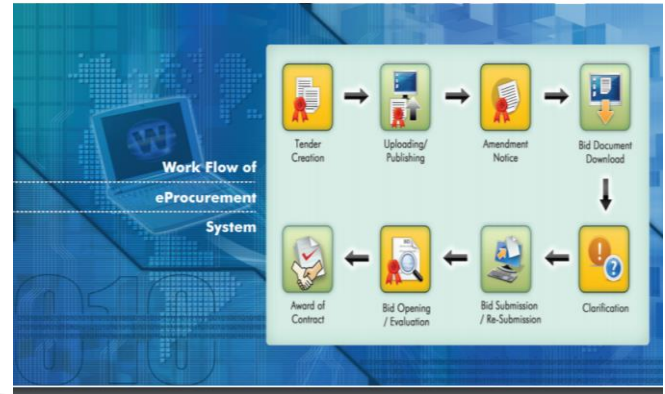 Work Flow of
eProcurement
System
Tender
Creation
Uploading/
Publishing
Amendment
Notice
Bid Document
Download
Clarification
Bid Submission
/ Re-Submission
Bid Opening
/ Evaluation
Award of
Contract
W
010